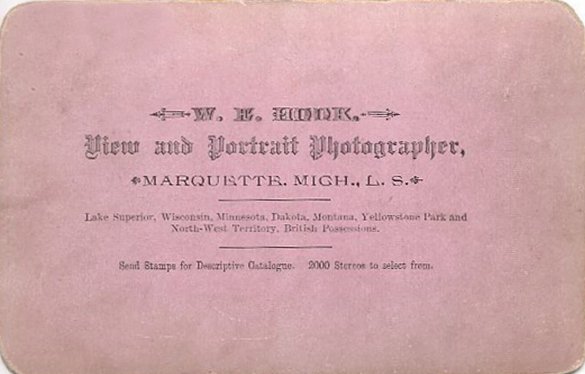 W. E. HOOK.
View and Portrait Photographer,
MARQUETTE. MICH., L. S.
Lake Superior, Wisconsin, Minnesota, Dakota, Montana, Yellowstone Park and
North-West Territory, British Possessions.
Send Stamps for Descriptive Catalogue. 2000 Stereos to select from.